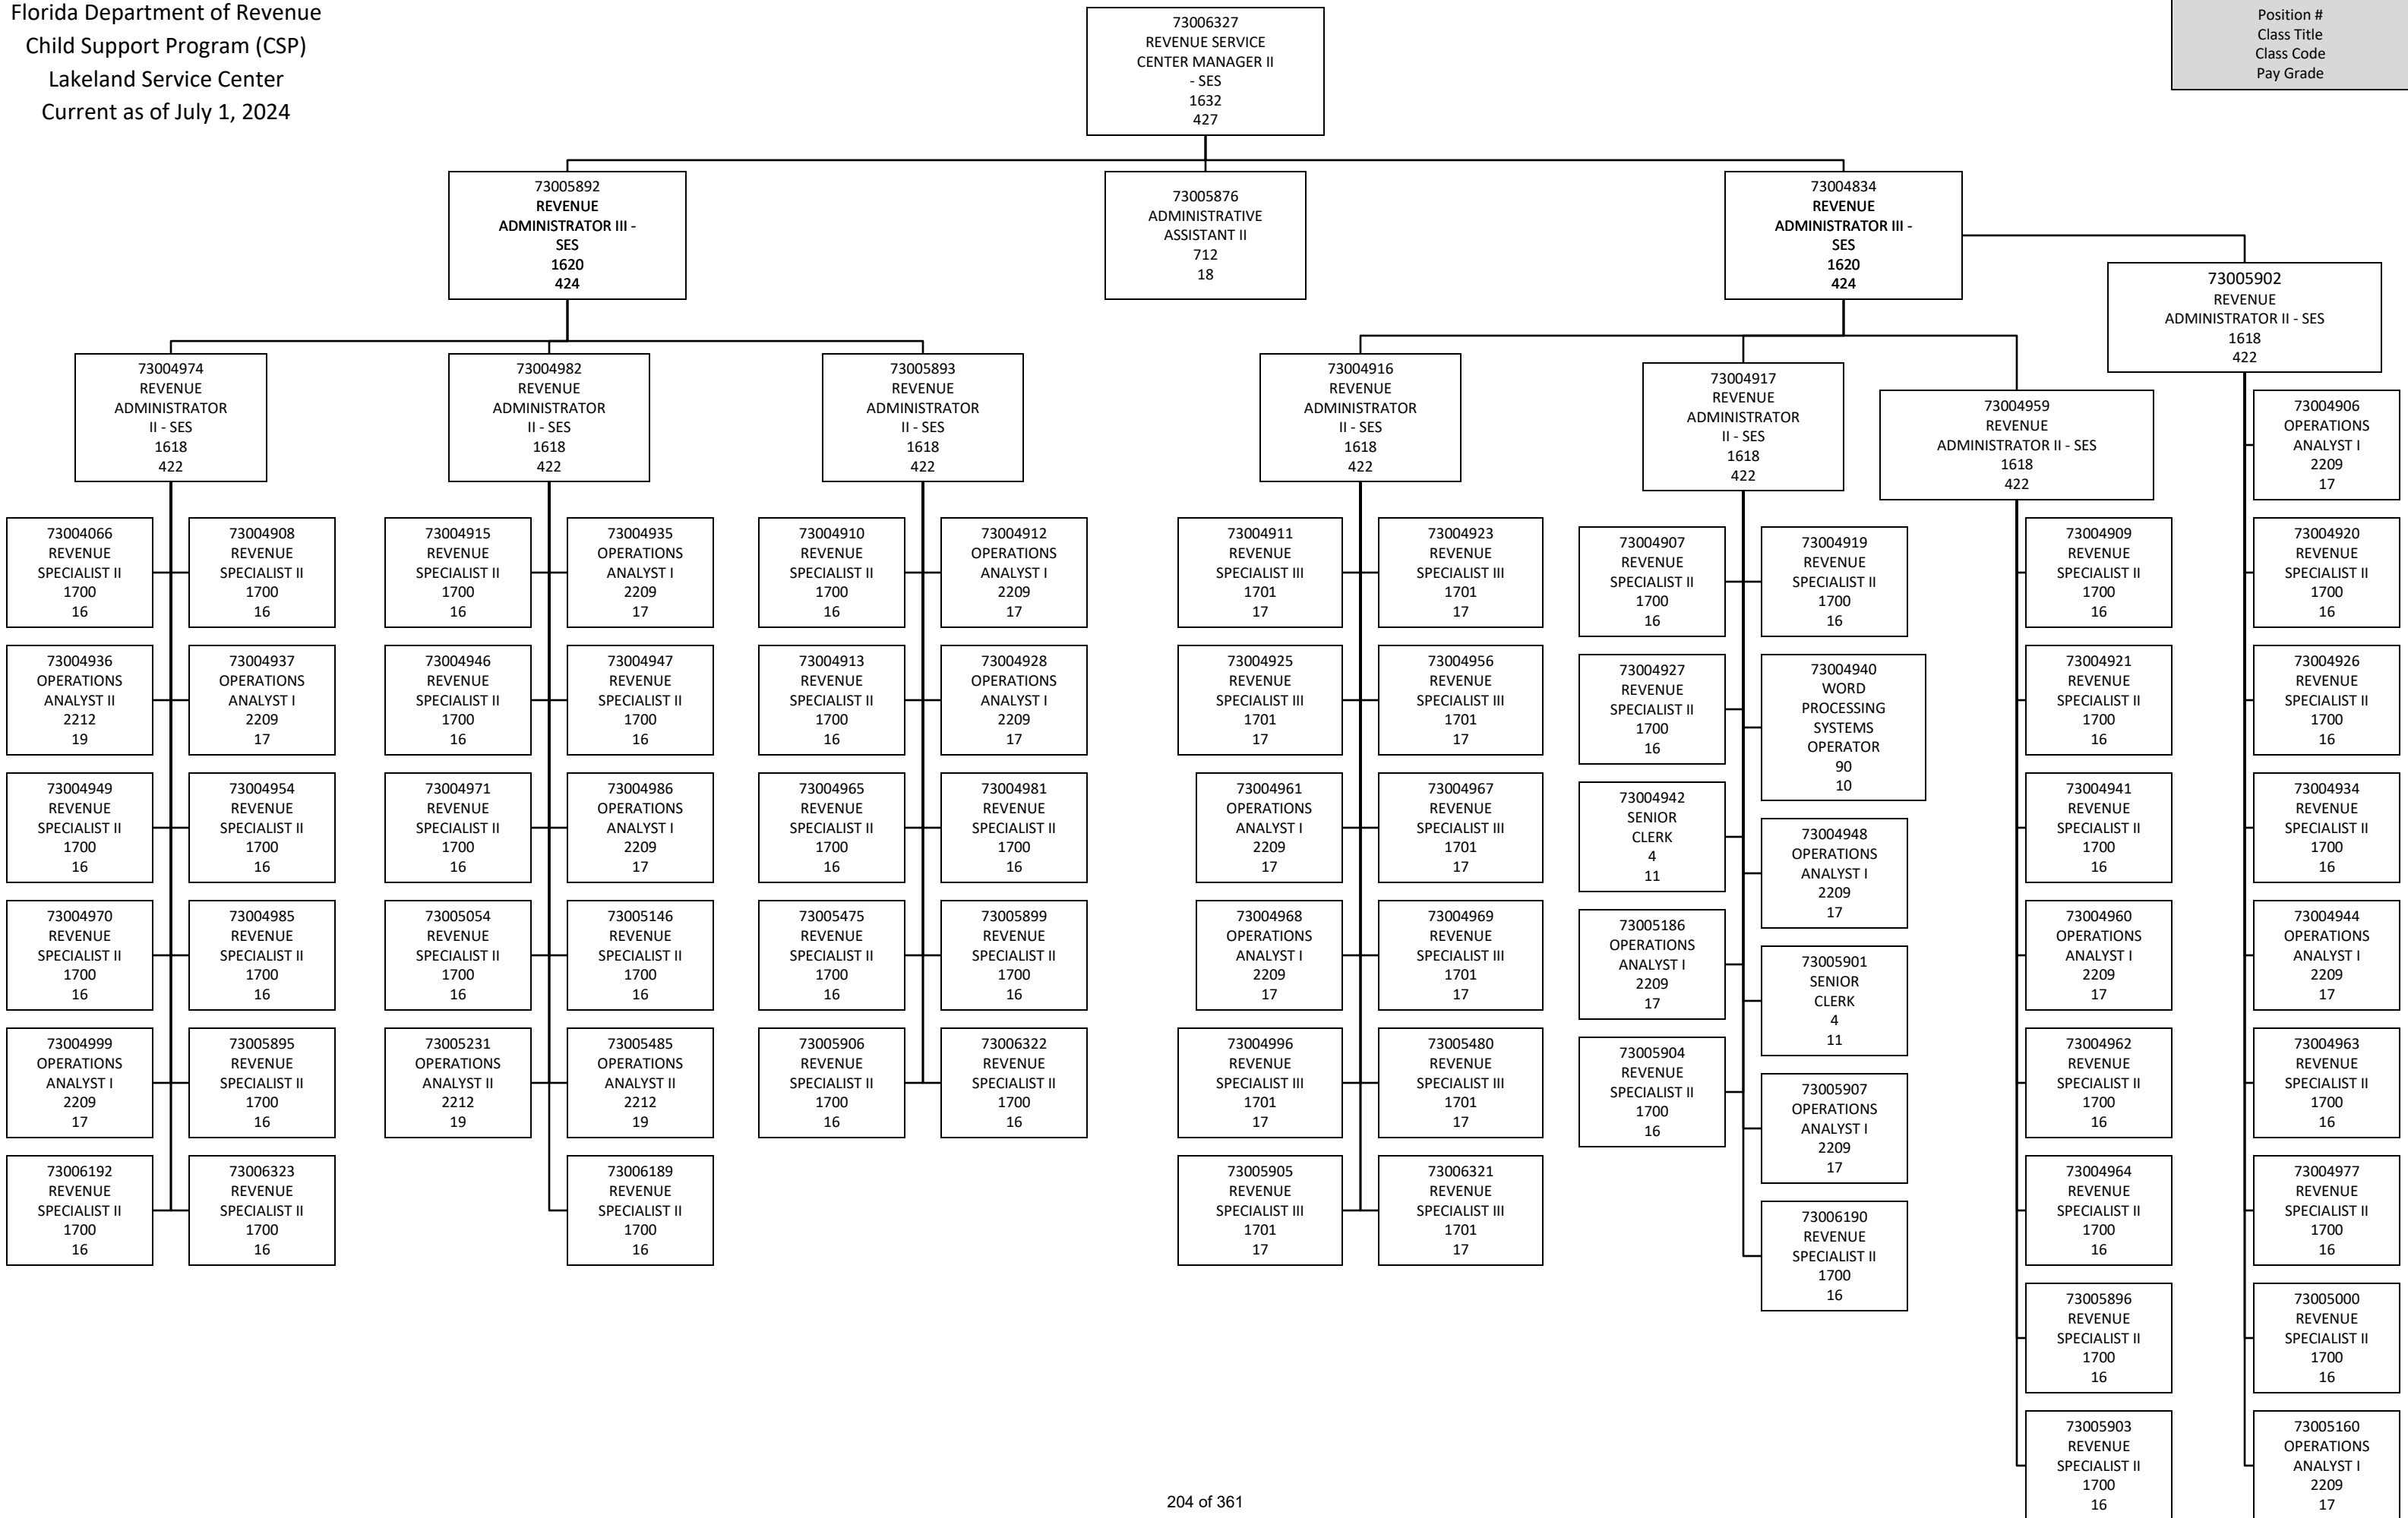 Florida Department of Revenue
Child Support Program (CSP)
Lakeland Service Center
Current as of July 1, 2024
Position #
Class Title
Class Code
Pay Grade
73006327
REVENUE SERVICE
CENTER MANAGER II
- SES
1632
427
73005892
REVENUE
ADMINISTRATOR III -
SES
1620
424
73005876
ADMINISTRATIVE
ASSISTANT II
712
18
73004834
REVENUE
ADMINISTRATOR III -
SES
1620
424
73005902
REVENUE
ADMINISTRATOR II - SES
1618
422
73004974
REVENUE
ADMINISTRATOR
II - SES
1618
422
73004982
REVENUE
ADMINISTRATOR
II - SES
1618
422
73005893
REVENUE
ADMINISTRATOR
II - SES
1618
422
73004916
REVENUE
ADMINISTRATOR
II - SES
1618
422
73004917
REVENUE
ADMINISTRATOR
II - SES
1618
422
73004959
REVENUE
ADMINISTRATOR II - SES
1618
422
73004066
REVENUE
SPECIALIST II
1700
16
73004908
REVENUE
SPECIALIST II
1700
16
73004936
OPERATIONS
ANALYST II
2212
19
73004937
OPERATIONS
ANALYST I
2209
17
73004949
REVENUE
SPECIALIST II
1700
16
73004954
REVENUE
SPECIALIST II
1700
16
73004970
REVENUE
SPECIALIST II
1700
16
73004985
REVENUE
SPECIALIST II
1700
16
73004999
OPERATIONS
ANALYST I
2209
17
73005895
REVENUE
SPECIALIST II
1700
16
73006192
REVENUE
SPECIALIST II
1700
16
73006323
REVENUE
SPECIALIST II
1700
16
73004915
REVENUE
SPECIALIST II
1700
16
73004935
OPERATIONS
ANALYST I
2209
17
73004946
REVENUE
SPECIALIST II
1700
16
73004947
REVENUE
SPECIALIST II
1700
16
73004971
REVENUE
SPECIALIST II
1700
16
73004986
OPERATIONS
ANALYST I
2209
17
73005054
REVENUE
SPECIALIST II
1700
16
73005146
REVENUE
SPECIALIST II
1700
16
73005231
OPERATIONS
ANALYST II
2212
19
73005485
OPERATIONS
ANALYST II
2212
19
73006189
REVENUE
SPECIALIST II
1700
16
73004910
REVENUE
SPECIALIST II
1700
16
73004912
OPERATIONS
ANALYST I
2209
17
73004913
REVENUE
SPECIALIST II
1700
16
73004928
OPERATIONS
ANALYST I
2209
17
73004965
REVENUE
SPECIALIST II
1700
16
73004981
REVENUE
SPECIALIST II
1700
16
73005475
REVENUE
SPECIALIST II
1700
16
73005899
REVENUE
SPECIALIST II
1700
16
73005906
REVENUE
SPECIALIST II
1700
16
73006322
REVENUE
SPECIALIST II
1700
16
73004911
REVENUE
SPECIALIST III
1701
17
73004923
REVENUE
SPECIALIST III
1701
17
73004925
REVENUE
SPECIALIST III
1701
17
73004956
REVENUE
SPECIALIST III
1701
17
73004961
OPERATIONS
ANALYST I
2209
17
73004967
REVENUE
SPECIALIST III
1701
17
73004968
OPERATIONS
ANALYST I
2209
17
73004969
REVENUE
SPECIALIST III
1701
17
73004996
REVENUE
SPECIALIST III
1701
17
73005480
REVENUE
SPECIALIST III
1701
17
73005905
REVENUE
SPECIALIST III
1701
17
73006321
REVENUE
SPECIALIST III
1701
17
73004907
REVENUE
SPECIALIST II
1700
16
73004919
REVENUE
SPECIALIST II
1700
16
73004927
REVENUE
SPECIALIST II
1700
16
73004940
WORD
PROCESSING
SYSTEMS
OPERATOR
90
10
73004942
SENIOR
CLERK
4
11
73004948
OPERATIONS
ANALYST I
2209
17
73005186
OPERATIONS
ANALYST I
2209
17
73005901
SENIOR
CLERK
4
11
73005904
REVENUE
SPECIALIST II
1700
16
73005907
OPERATIONS
ANALYST I
2209
17
73006190
REVENUE
SPECIALIST II
1700
16
73004909
REVENUE
SPECIALIST II
1700
16
73004921
REVENUE
SPECIALIST II
1700
16
73004941
REVENUE
SPECIALIST II
1700
16
73004960
OPERATIONS
ANALYST I
2209
17
73004962
REVENUE
SPECIALIST II
1700
16
73004964
REVENUE
SPECIALIST II
1700
16
73005896
REVENUE
SPECIALIST II
1700
16
73005903
REVENUE
SPECIALIST II
1700
16
73004906
OPERATIONS
ANALYST I
2209
17
73004920
REVENUE
SPECIALIST II
1700
16
73004926
REVENUE
SPECIALIST II
1700
16
73004934
REVENUE
SPECIALIST II
1700
16
73004944
OPERATIONS
ANALYST I
2209
17
73004963
REVENUE
SPECIALIST II
1700
16
73004977
REVENUE
SPECIALIST II
1700
16
73005000
REVENUE
SPECIALIST II
1700
16
73005160
OPERATIONS
ANALYST I
2209
17
204 of 361